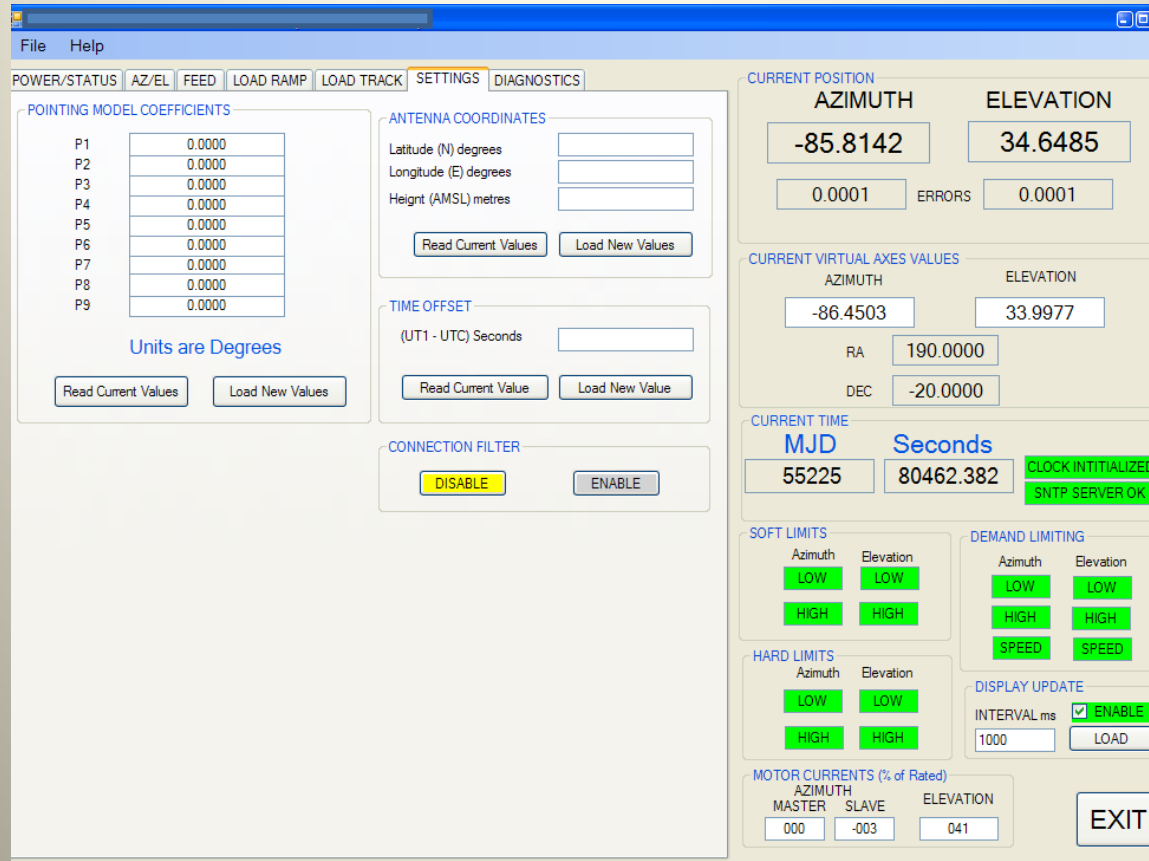 File Help
POWER/STATUS AZ/EL FEED LOAD RAMP LOAD TRACK SETTINGS DIAGNOSTICS
POINTING MODEL COEFFICIENTS
P1 0.0000
P2 0.0000
P3 0.0000
P4 0.0000
P5 0.0000
P6 0.0000
P7 0.0000
P8 0.0000
P9 0.0000
Units are Degrees
Read Current Values Load New Values
ANTENNA COORDINATES
Latitude (N) degrees
Longitude (E) degrees
Heignt (AMSL) metres
Read Current Values Load New Values
TIME OFFSET
(UT1 - UTC) Seconds
Read Current Value Load New Value
CONNECTION FILTER
DISABLE ENABLE
CURRENT POSITION
AZIMUTH ELEVATION
-85.8142 34.6485
0.0001 ERRORS 0.0001
CURRENT VIRTUAL AXES VALUES
AZIMUTH ELEVATION
-86.4503 33.9977
RA 190.0000
DEC -20.0000
CURRENT TIME
MJD Seconds
55225 80462.382
CLOCK INTITIALIZED
SNTP SERVER OK
SOFT LIMITS
Azimuth Elevation
LOW LOW
HIGH HIGH
DEMAND LIMITING
Azimuth Elevation
LOW LOW
HIGH HIGH
SPEED SPEED
HARD LIMITS
Azimuth Elevation
LOW LOW
HIGH HIGH
DISPLAY UPDATE
INTERVAL ms ENABLE
1000 LOAD
MOTOR CURRENTS (% of Rated)
AZIMUTH
MASTER SLAVE ELEVATION
000 -003 041
EXIT